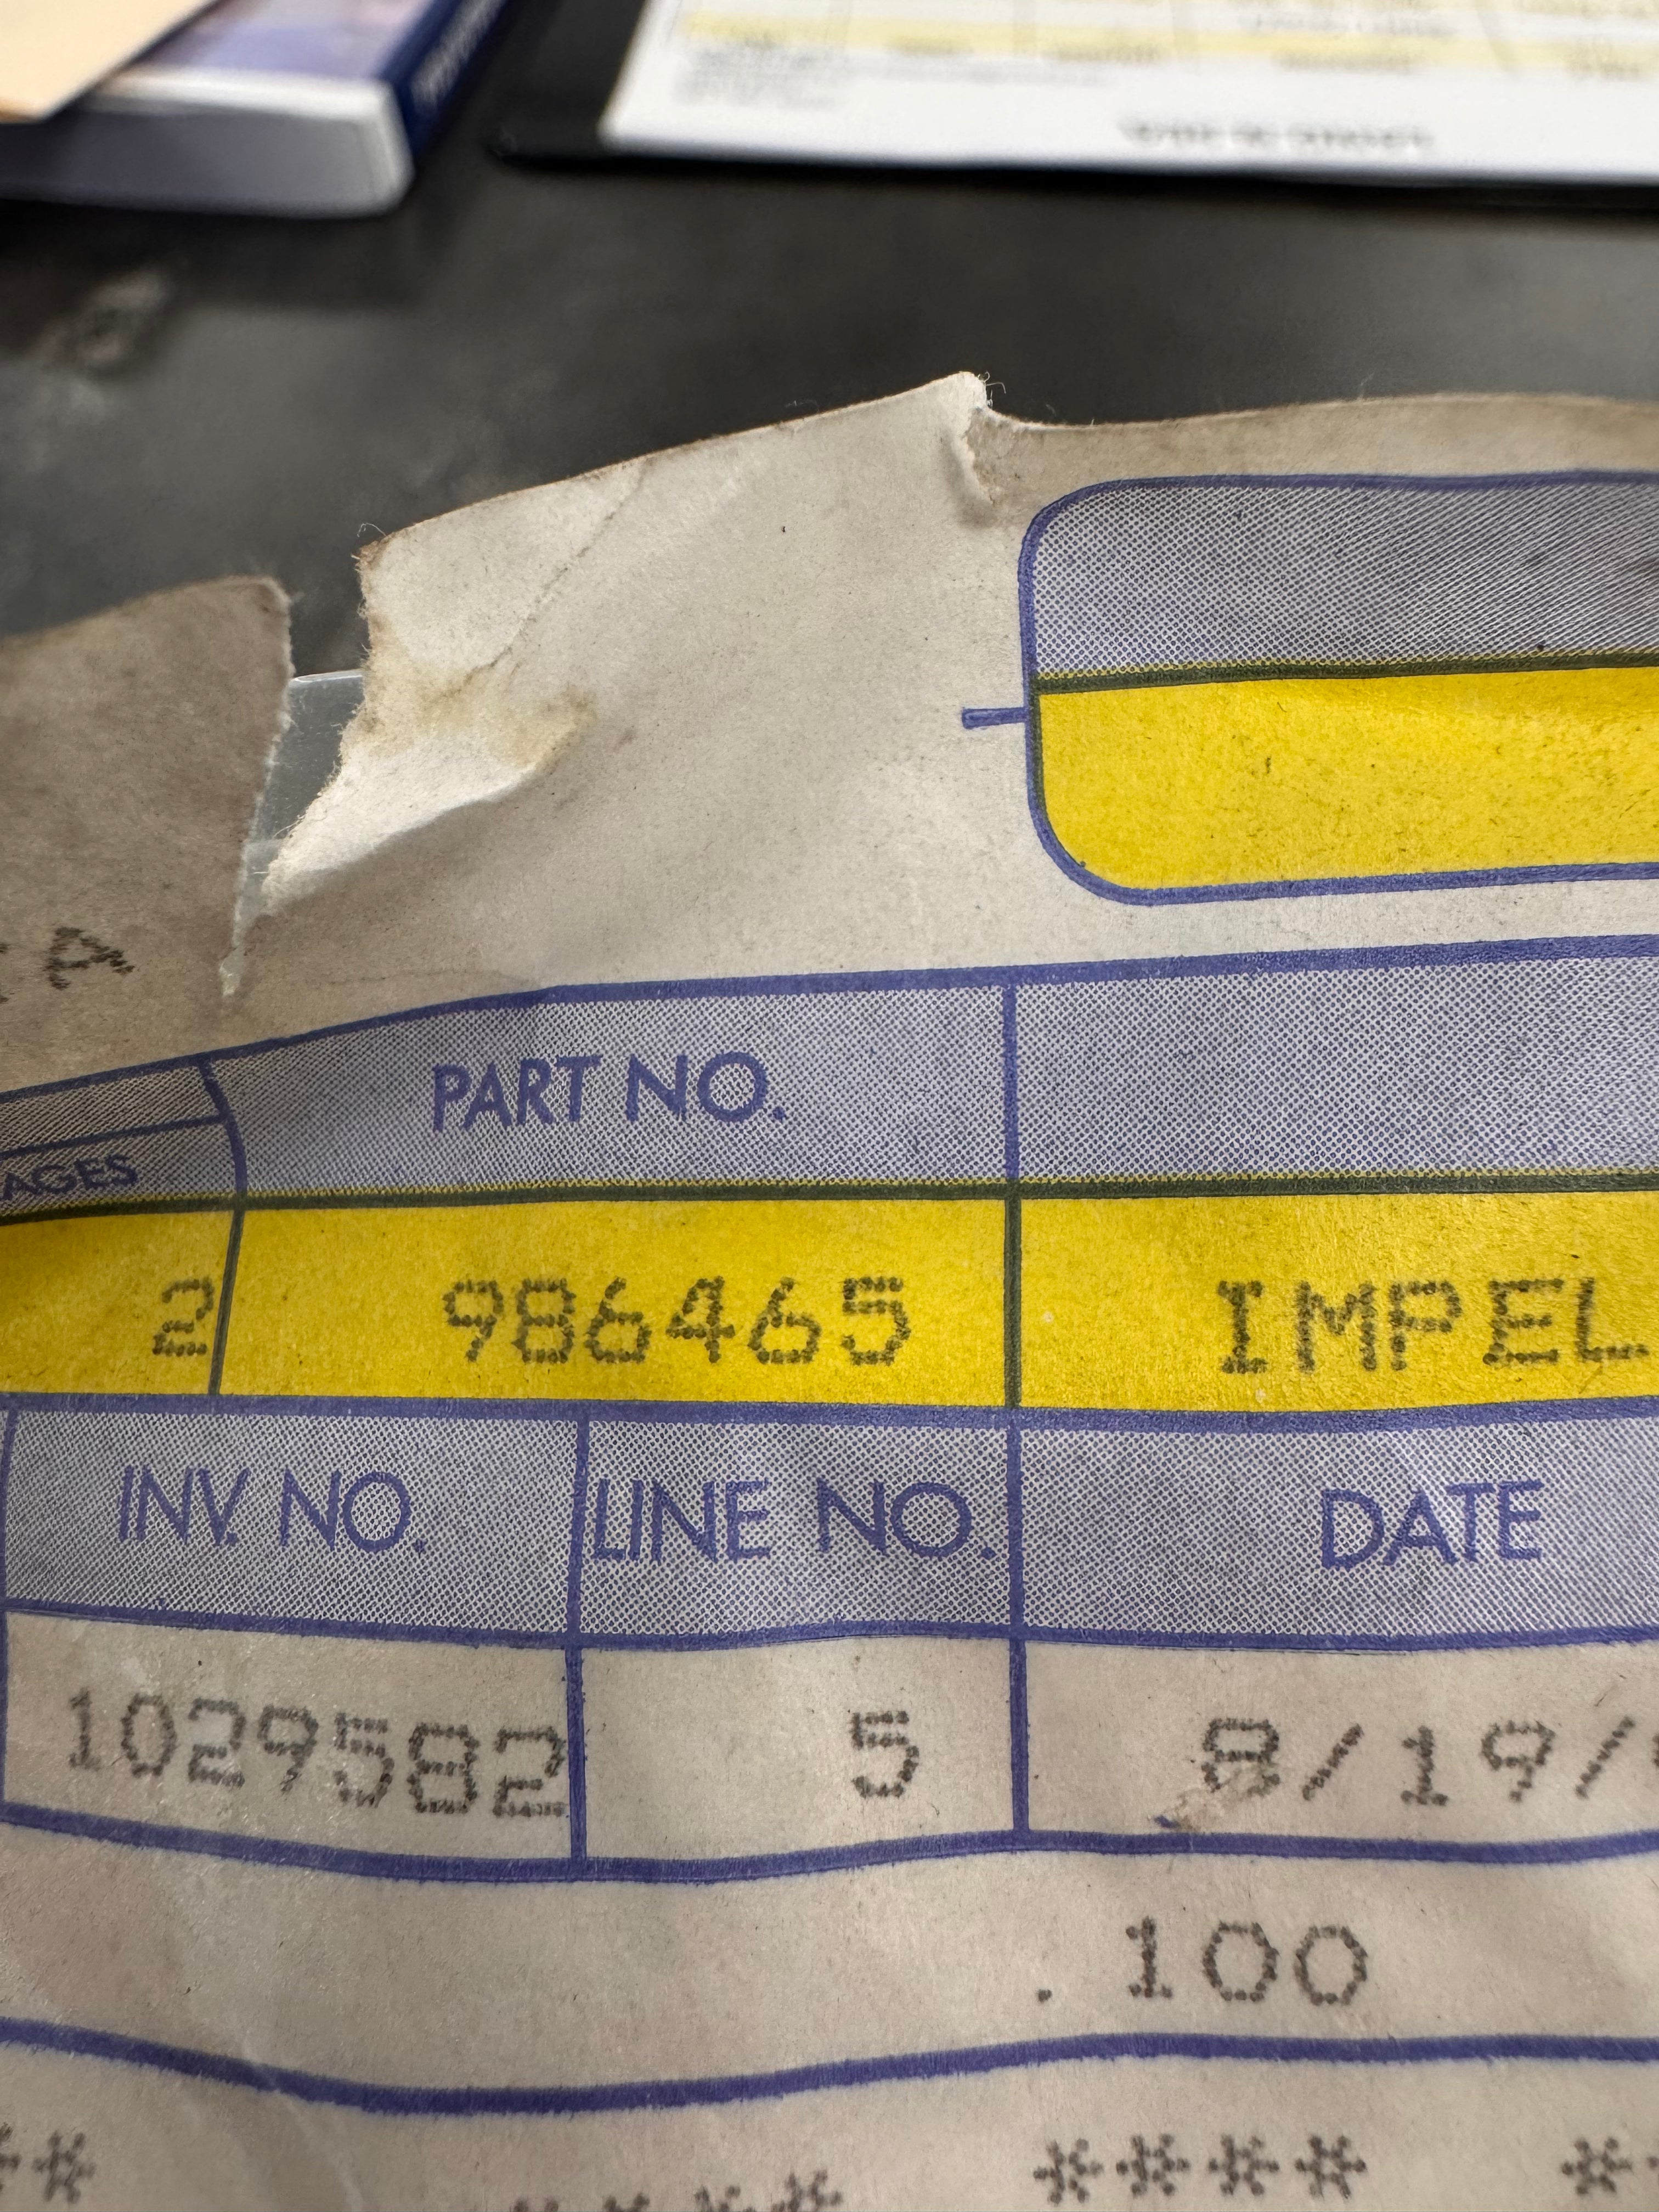 A
PART NO.
AGES
2 986465 IMPEL
INV. NO. LINE NO. DATE
1029582 5 8/19/
. 100
** **** **